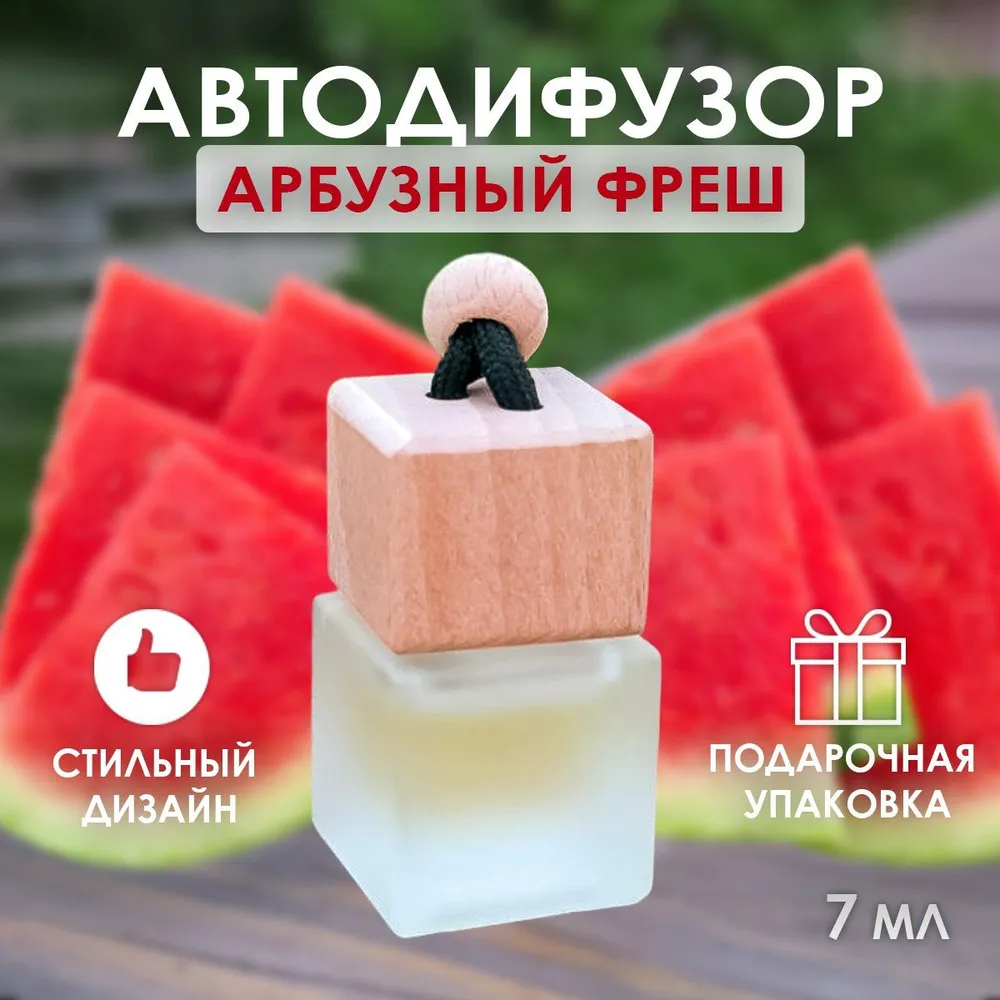 АВТОДИФУЗОР
АРБУЗНЫЙ ФРЕШ
СТИЛЬНЫЙ
ДИЗАЙН
ПОДАРОЧНАЯ
УПАКОВКА
7 МЛ